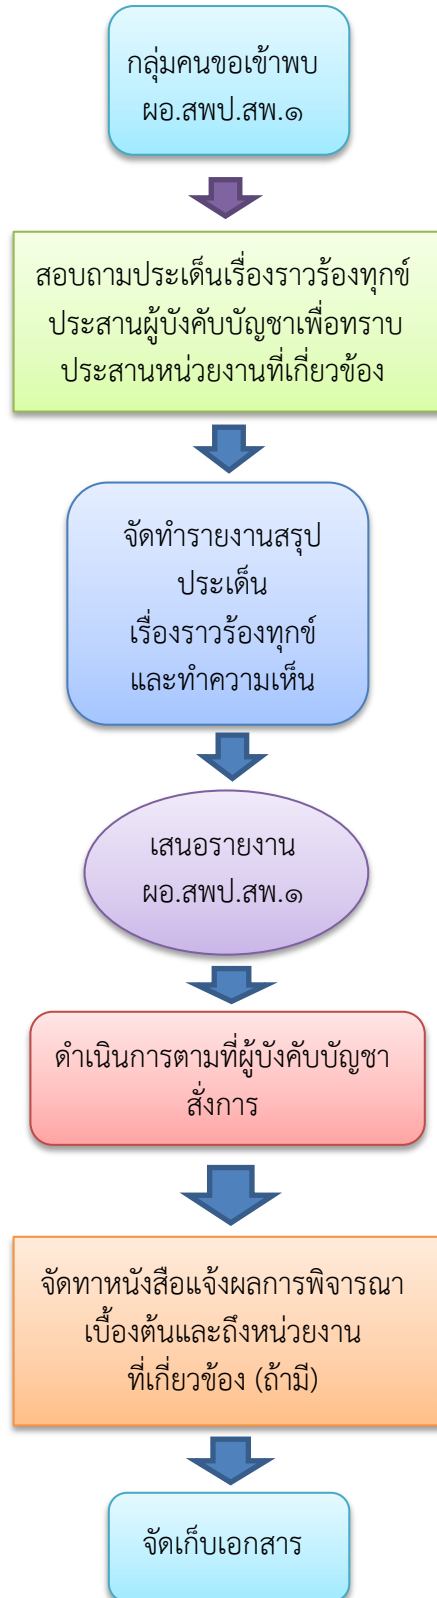 กลุ่มคนขอเข้าพบ
ผอ.สพป.สพ.๑
สอบถามประเด็นเรื่องราวร้องทุกข์
ประสานผู้บังคับบัญชาเพื่อทราบ
ประสานหน่วยงานที่เกี่ยวข้อง
จัดทำรายงานสรุป
ประเด็น
เรื่องราวร้องทุกข์
และทำความเห็น
เสนอรายงาน
ผอ.สพป.สพ.๑
ดำเนินการตามที่ผู้บังคับบัญชา
สั่งการ
จัดทาหนังสือแจ้งผลการพิจารณา
เบื้องต้นและถึงหน่วยงาน
ที่เกี่ยวข้อง (ถ้ามี)
จัดเก็บเอกสาร